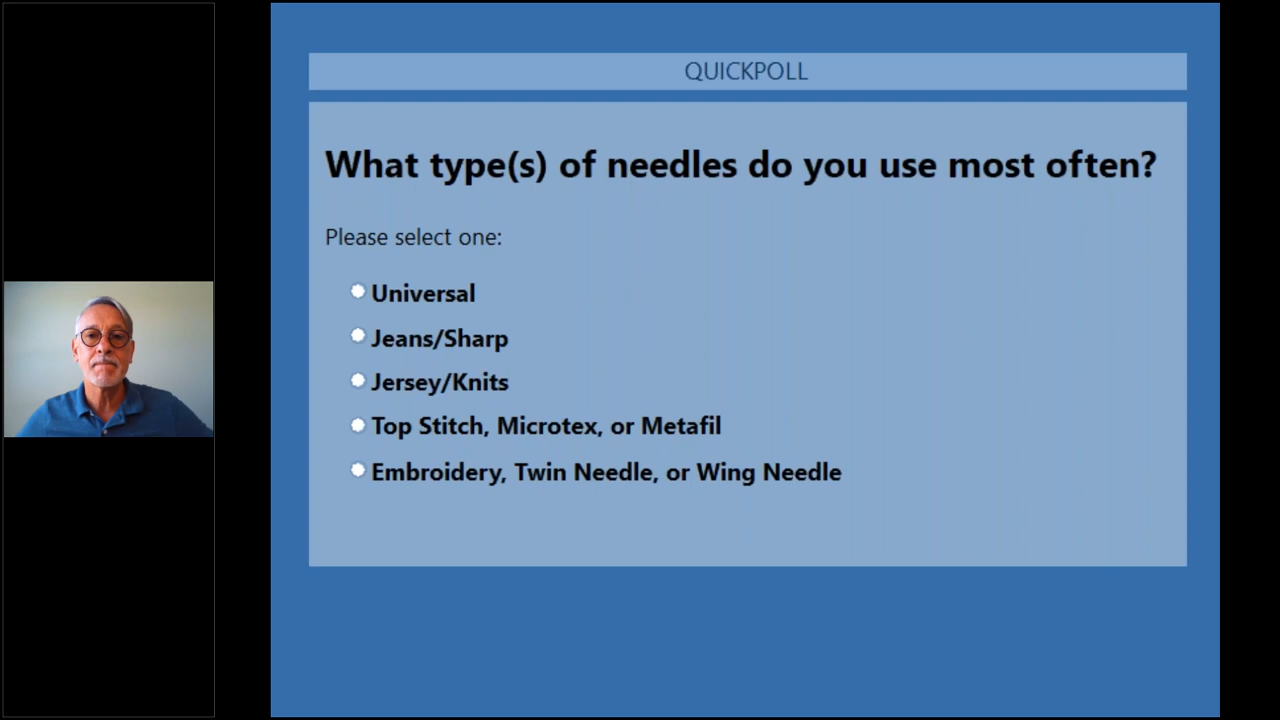 QUICKPOLL
What type(s) of needles do you use most often?
Please select one:
Universal
Jeans/Sharp
Jersey/Knits
Top Stitch, Microtex, or Metafil
Embroidery, Twin Needle, or Wing Needle